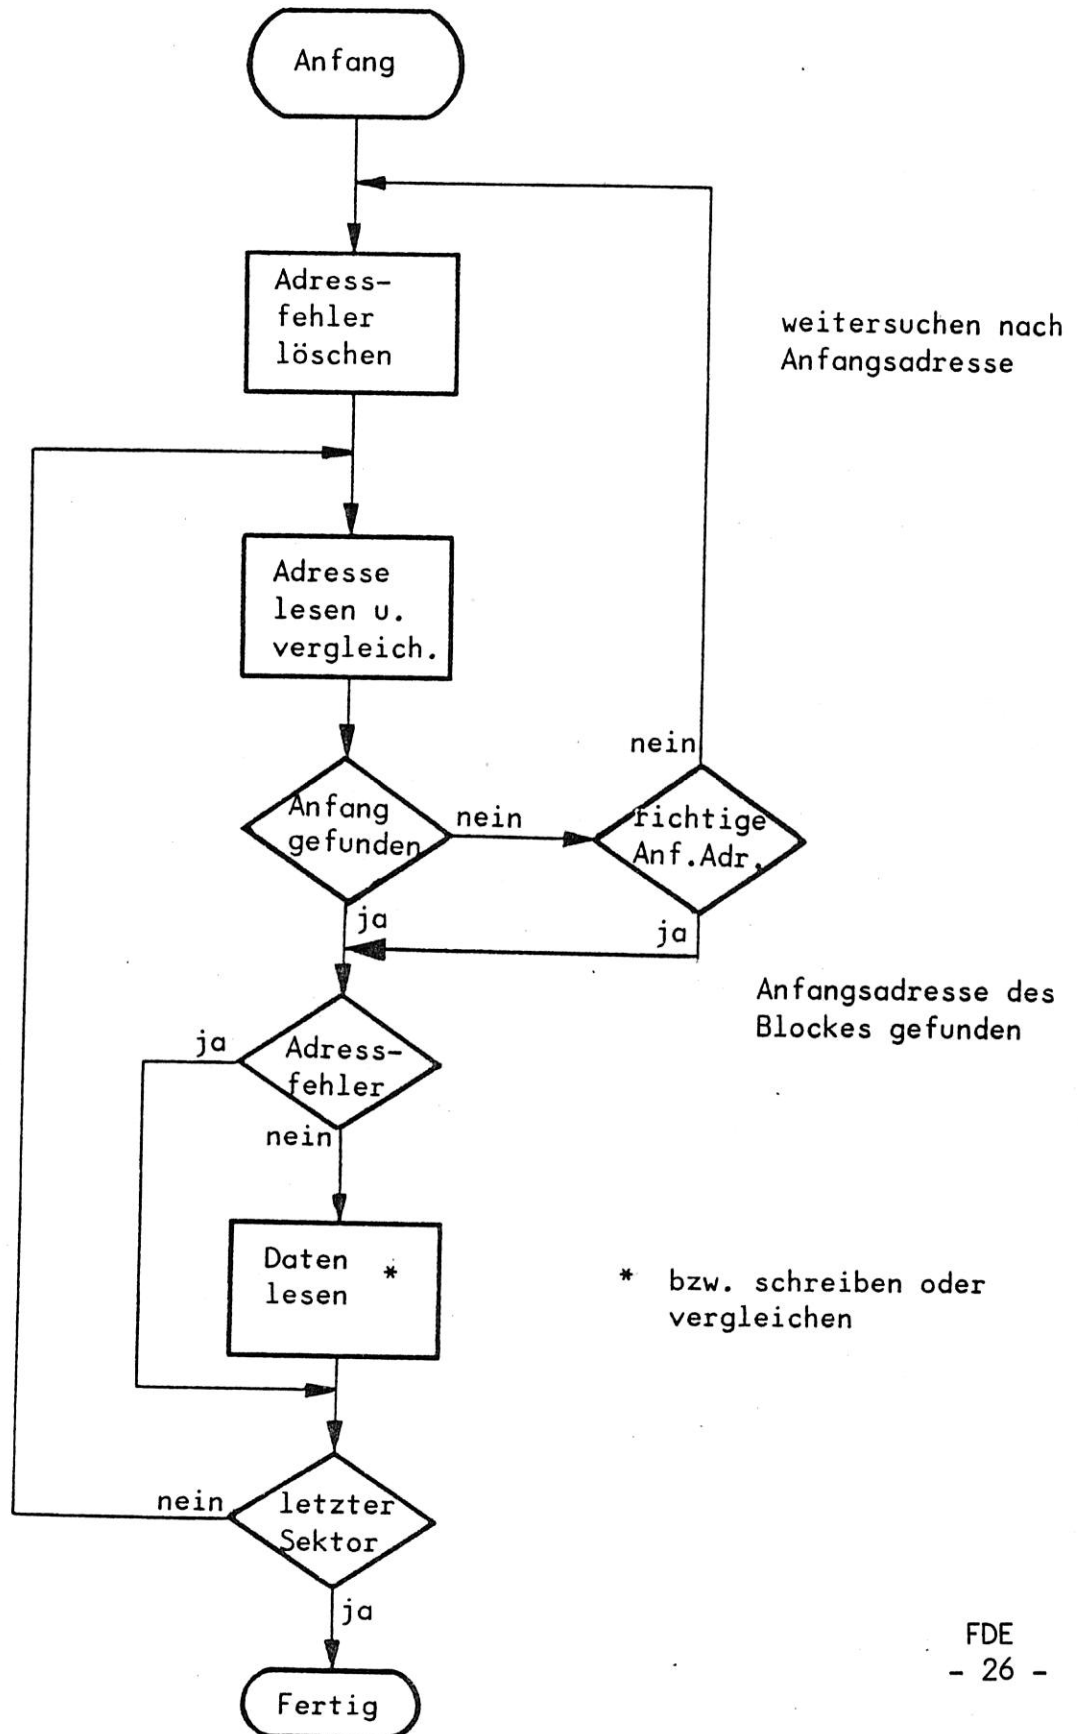 Anfang
Adress-
fehler
löschen
weitersuchen nach
Anfangsadresse
Adresse
lesen u.
vergleich.
nein
Anfang
gefunden
nein
richtige
Anf.Adr.
ja
ja
Anfangsadresse des
Blockes gefunden
ja
Adress-
fehler
nein
Daten
lesen *
* bzw. schreiben oder
vergleichen
nein
letzter
Sektor
ja
Fertig
FDE
- 26 -